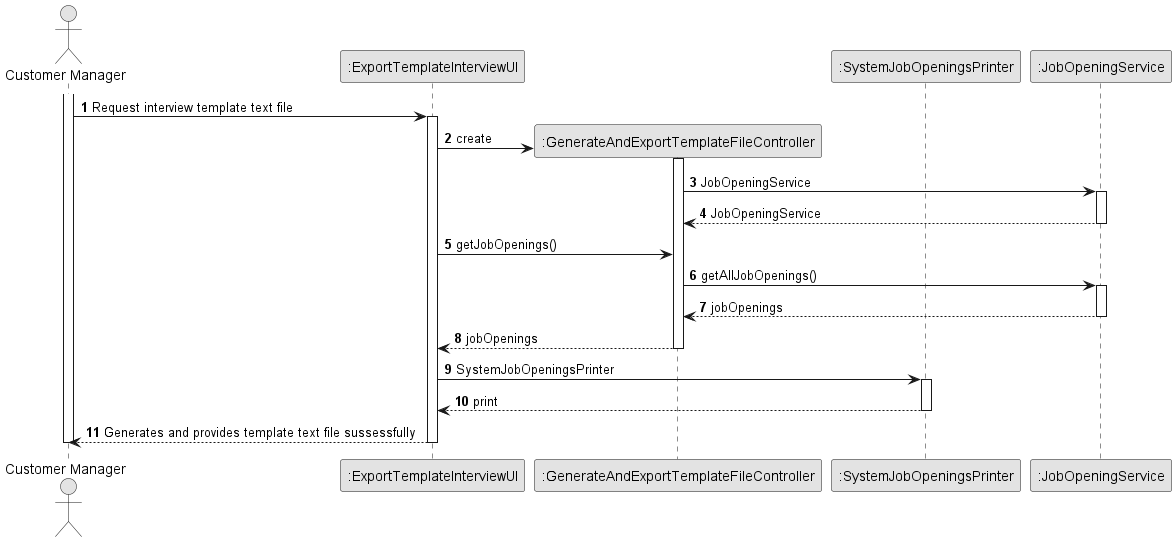 Customer Manager
:ExportTemplateInterviewUI
:SystemJobOpeningsPrinter
:JobOpeningService
1 Request interview template text file
2 create
:GenerateAndExportTemplateFileController
3 JobOpeningService
4 JobOpeningService
5 getJobOpenings()
6 getAllJobOpenings()
7 jobOpenings
8 jobOpenings
9 SystemJobOpeningsPrinter
10 print
11 Generates and provides template text file sussessfully
Customer Manager
:ExportTemplateInterviewUI
:GenerateAndExportTemplateFileController
:SystemJobOpeningsPrinter
:JobOpeningService